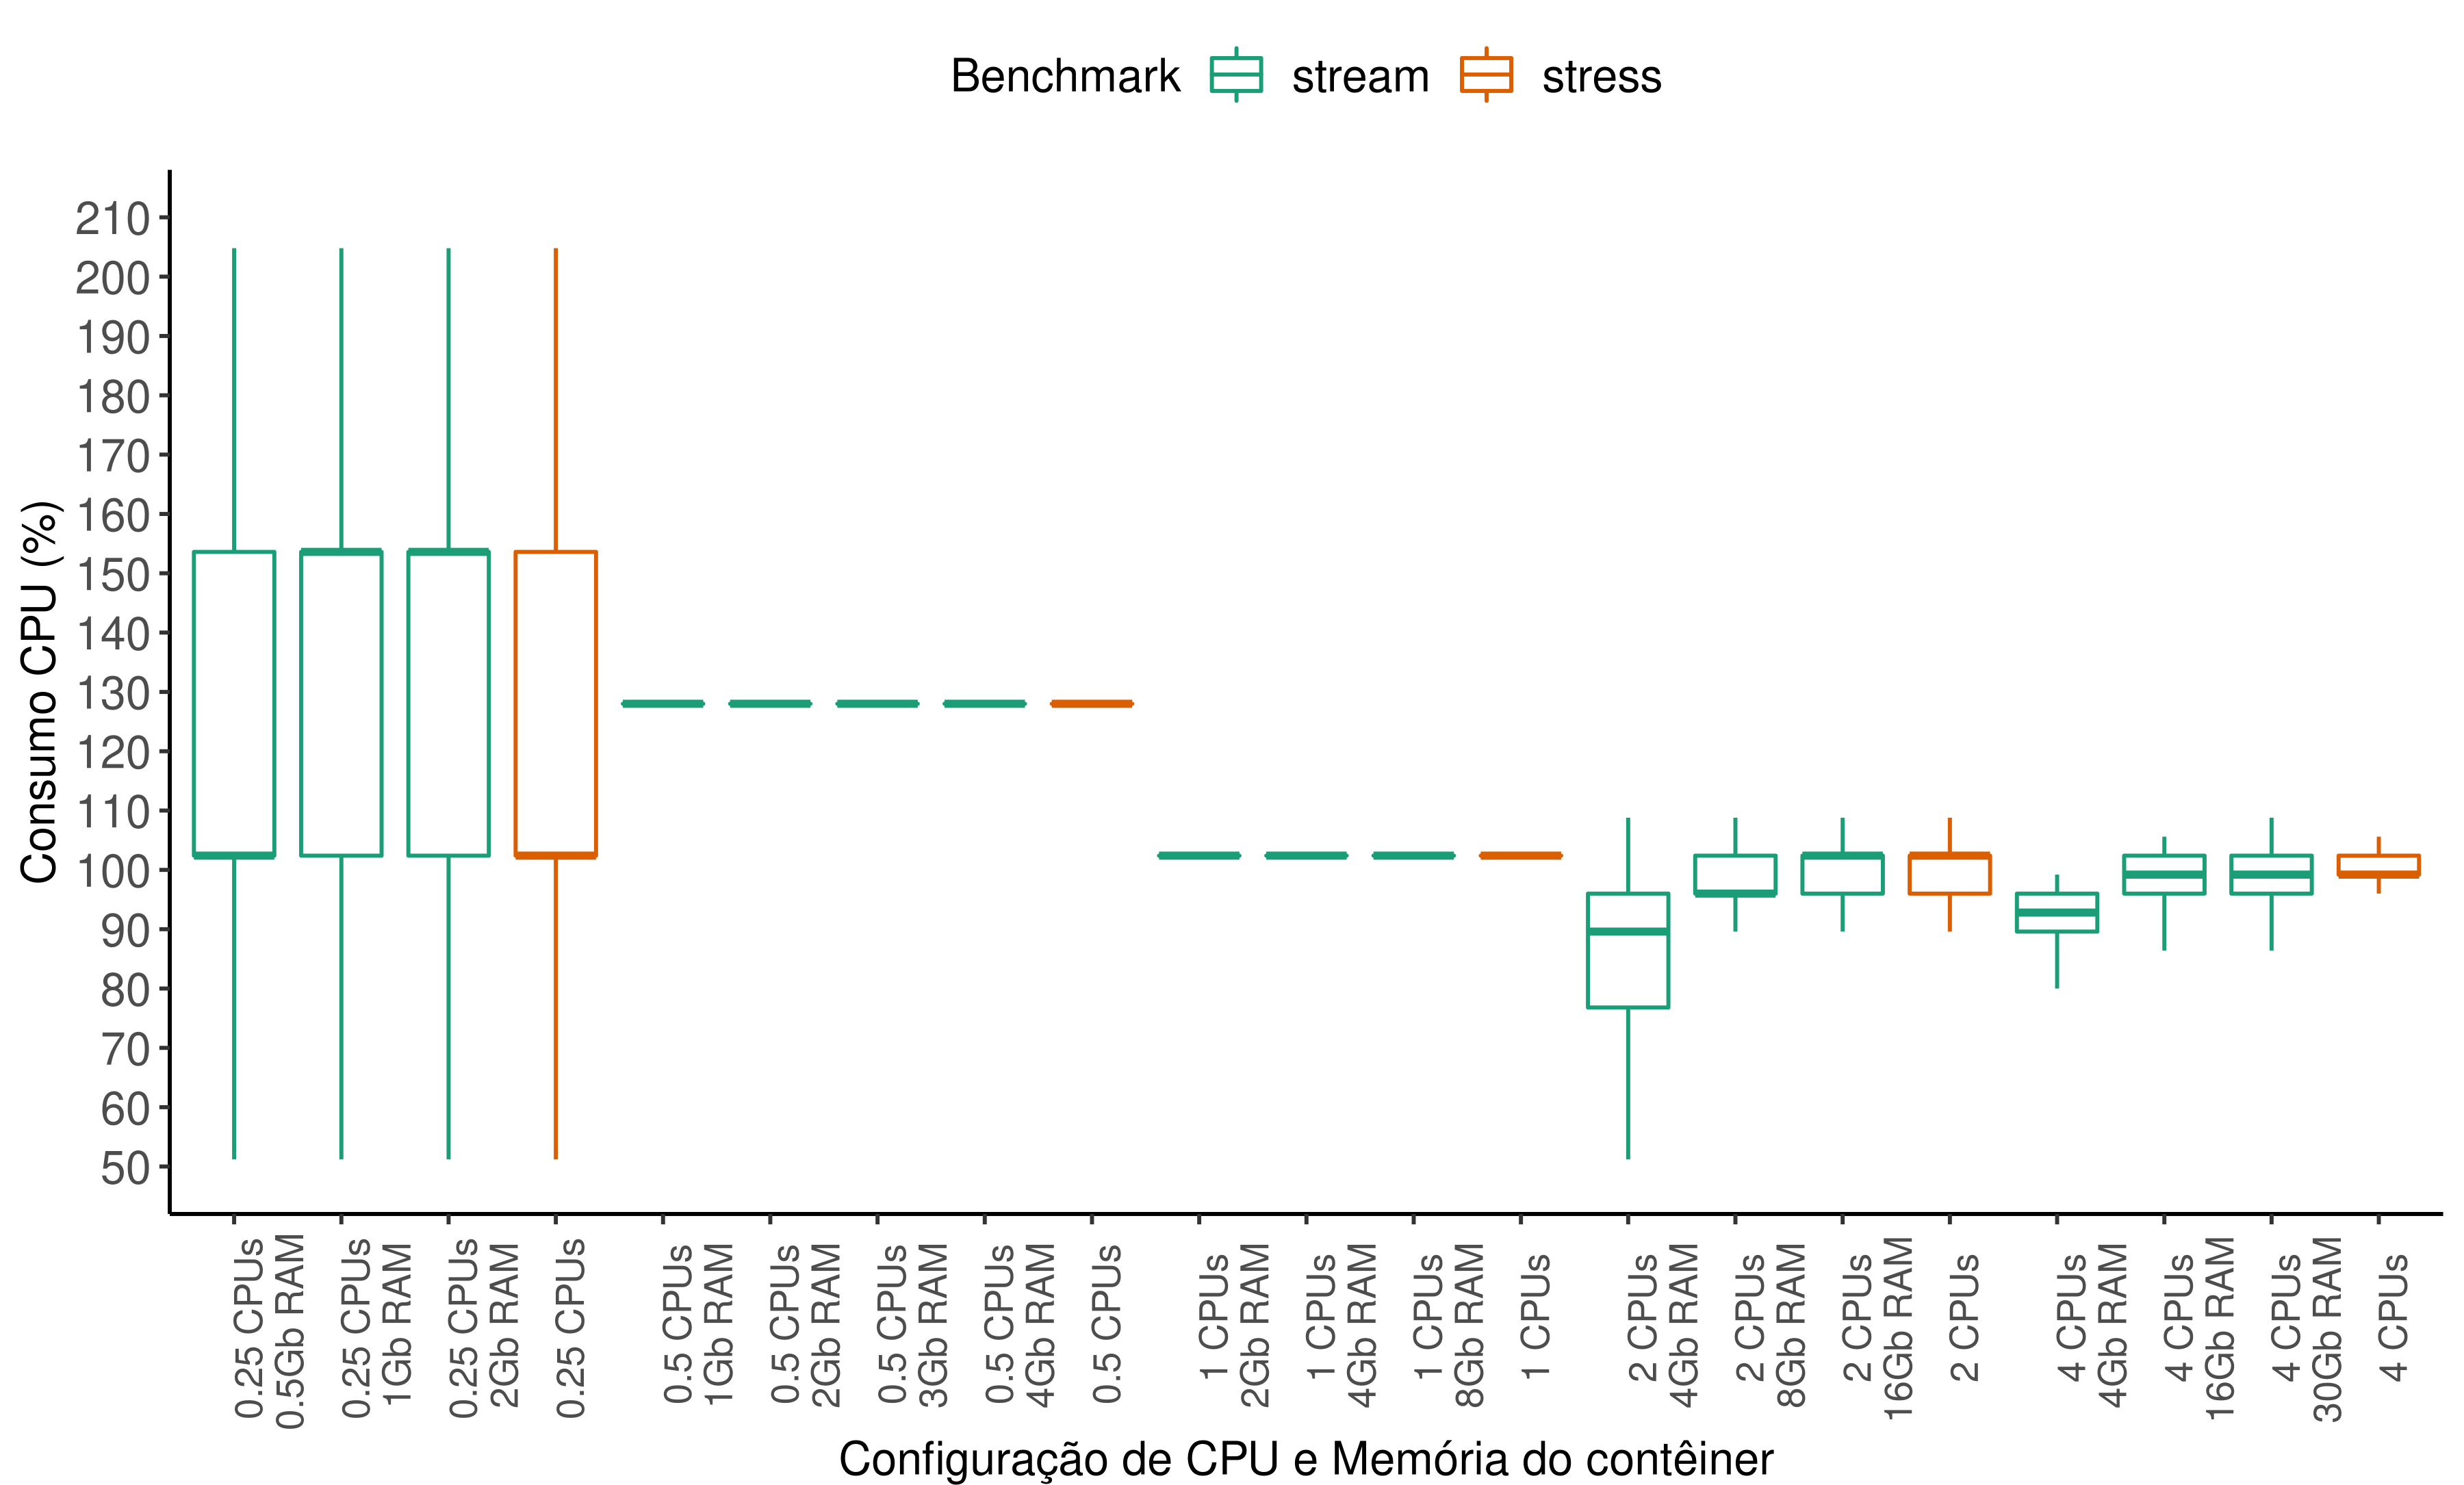 Benchmark stream stress
Consumo CPU (%)
210
200
190
180
170
160
150
140
130
120
110
100
90
80
70
60
50
0.25 CPUs
0.5Gb RAM
0.25 CPUs
1Gb RAM
0.25 CPUs
2Gb RAM
0.25 CPUs
0.5 CPUs
1Gb RAM
0.5 CPUs
2Gb RAM
0.5 CPUs
3Gb RAM
0.5 CPUs
4Gb RAM
0.5 CPUs
1 CPUs
2Gb RAM
1 CPUs
4Gb RAM
1 CPUs
8Gb RAM
1 CPUs
2 CPUs
4Gb RAM
2 CPUs
8Gb RAM
2 CPUs
16Gb RAM
2 CPUs
4 CPUs
4Gb RAM
4 CPUs
16Gb RAM
4 CPUs
30Gb RAM
4 CPUs
Configuração de CPU e Memória do contêiner